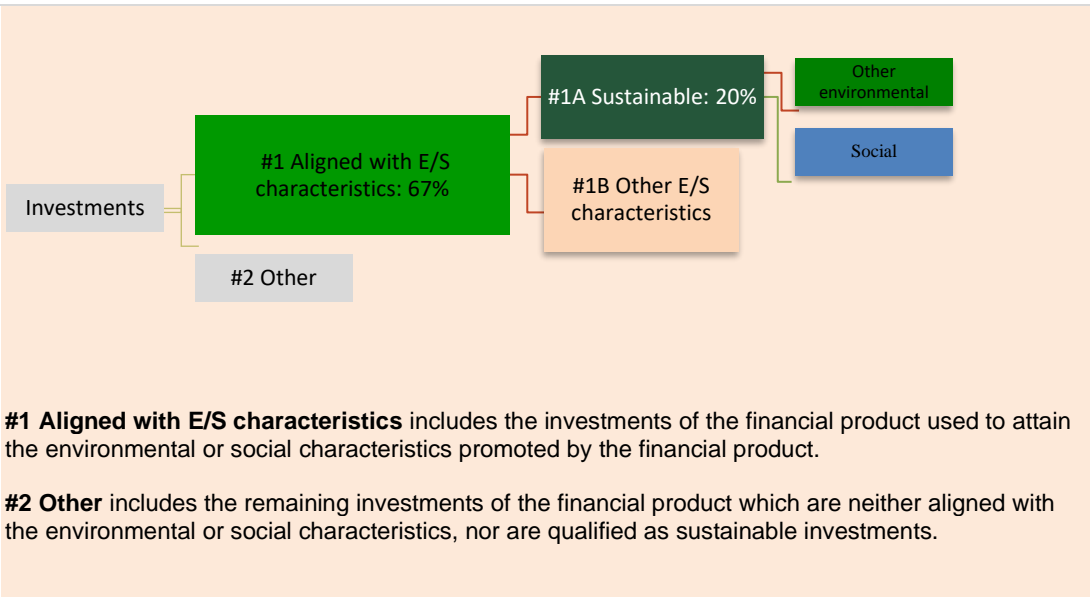 Investments
#1 Aligned with E/S
characteristics: 67%
#2 Other
#1A Sustainable: 20%
#1B Other E/S
characteristics
Other
environmental
Social
#1 Aligned with E/S characteristics includes the investments of the financial product used to attain
the environmental or social characteristics promoted by the financial product.
#2 Other includes the remaining investments of the financial product which are neither aligned with
the environmental or social characteristics, nor are qualified as sustainable investments.